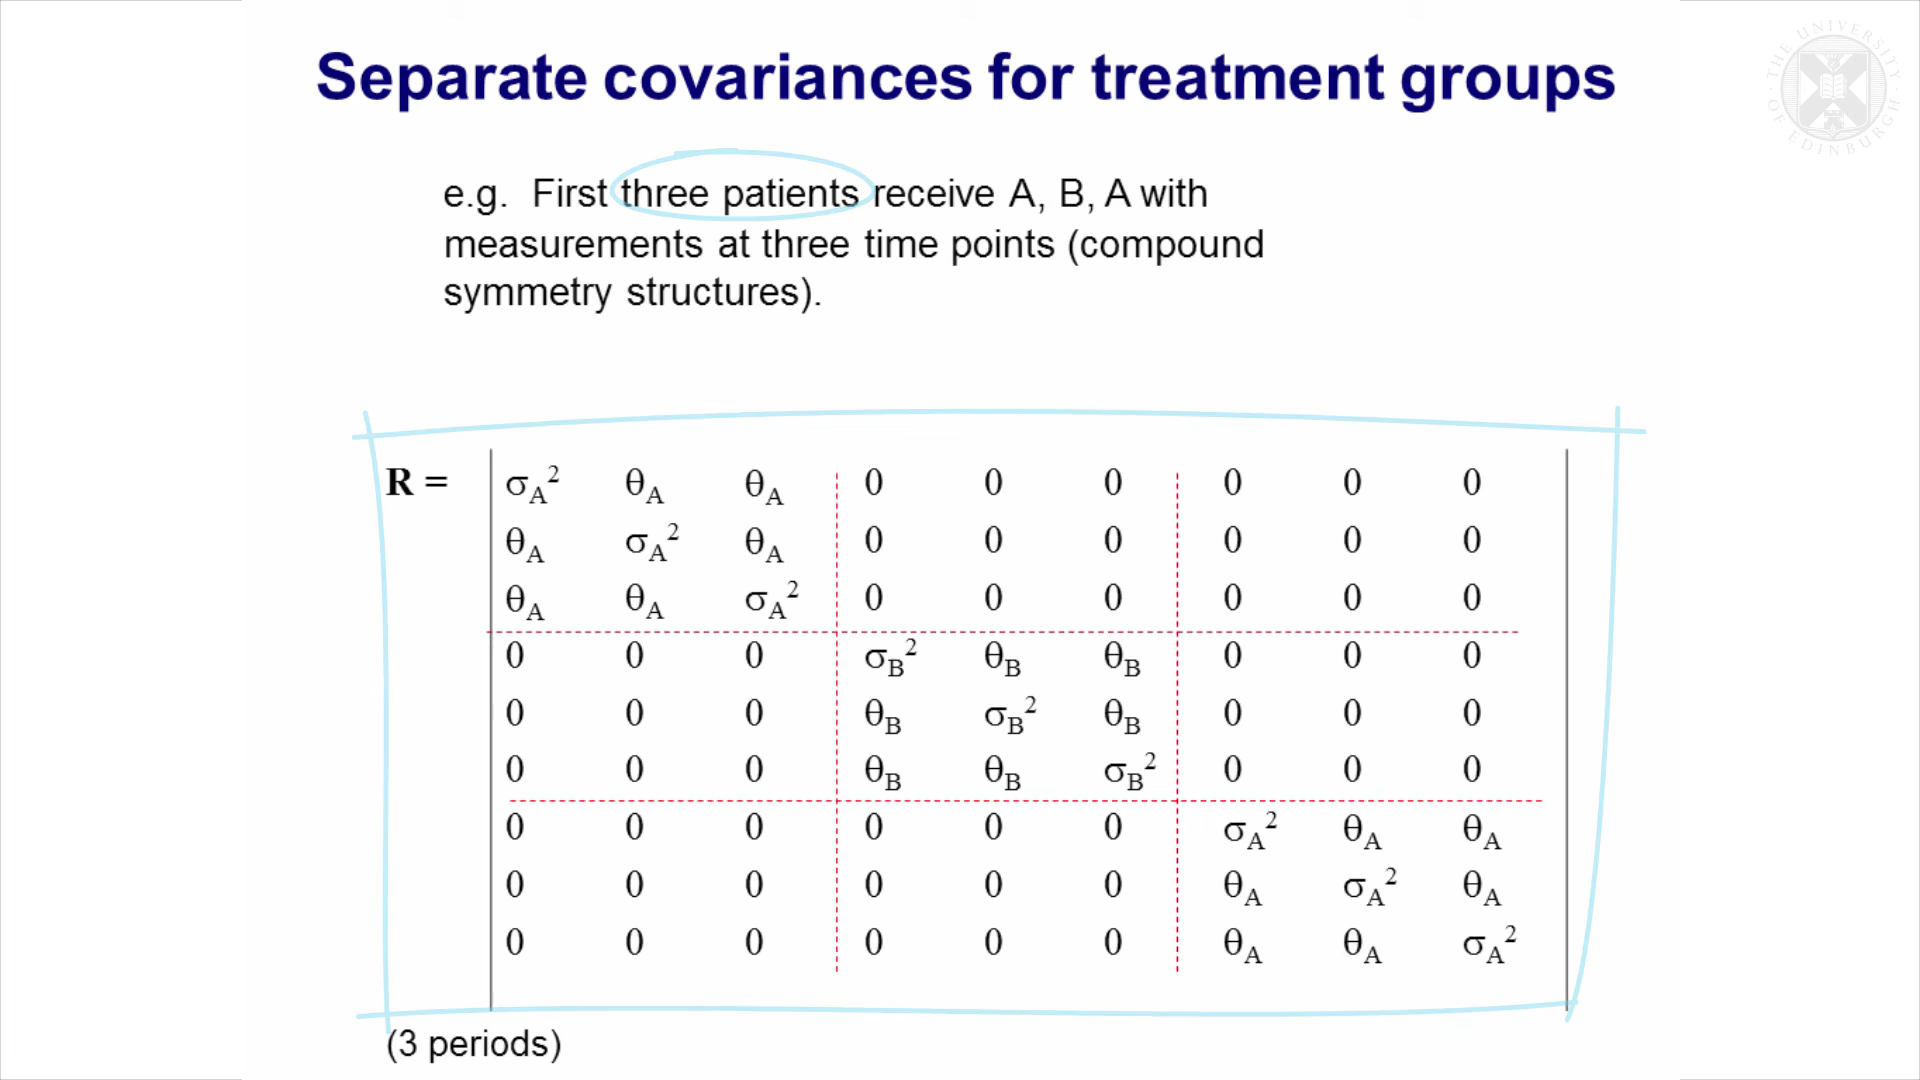 Separate covariances for treatment groups
THE UNIVERSITY OF EDINBURGH
e.g. First three patients receive A, B, A with
measurements at three time points (compound
symmetry structures).
R = σA² θA θA 0 0 0 0 0 0
θA σA² θA 0 0 0 0 0 0
θA θA σA² 0 0 0 0 0 0
0 0 0 σB² θB θB 0 0 0
0 0 0 θB σB² θB 0 0 0
0 0 0 θB θB σB² 0 0 0
0 0 0 0 0 0 σA² θA θA
0 0 0 0 0 0 θA σA² θA
0 0 0 0 0 0 θA θA σA²
(3 periods)